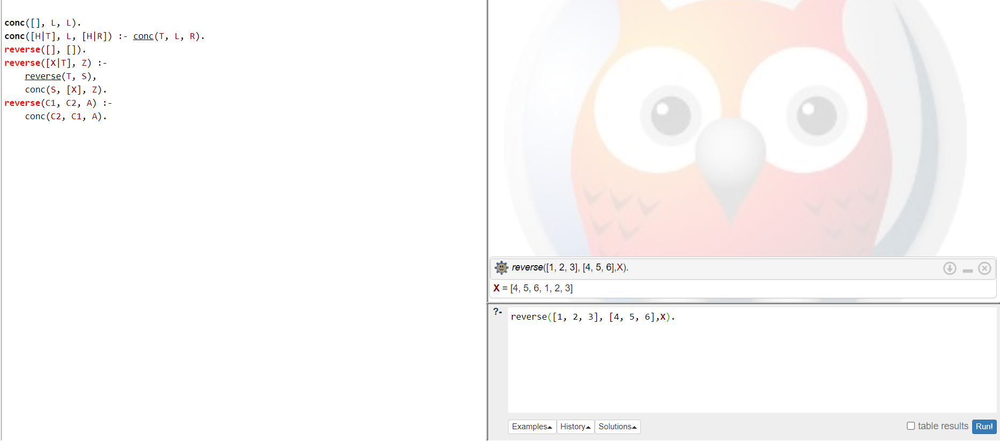 conc([], L, L).
conc([H|T], L, [H|R]) :- conc(T, L, R).
reverse([], []).
reverse([X|T], Z) :-
    reverse(T, S),
    conc(S, [X], Z).
reverse(C1, C2, A) :-
    conc(C2, C1, A).
reverse([1, 2, 3], [4, 5, 6],X).
X = [4, 5, 6, 1, 2, 3]
?- reverse([1, 2, 3], [4, 5, 6],X).
Examples History Solutions table results Run!